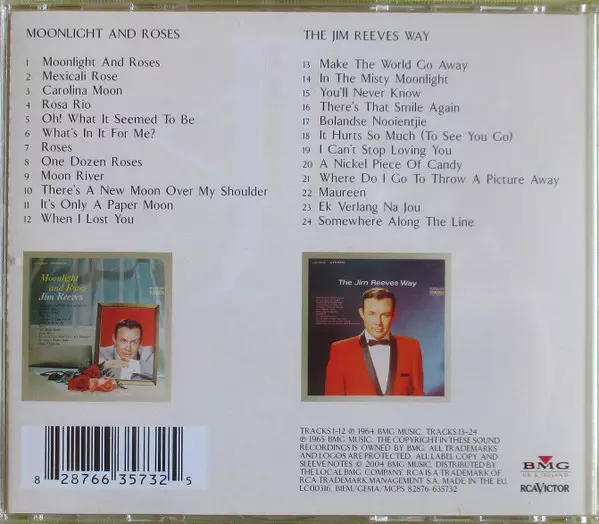 MOONLIGHT AND ROSES
1 Moonlight And Roses
2 Mexicali Rose
3 Carolina Moon
4 Rosa Rio
5 Oh! What It Seemed To Be
6 What's In It For Me?
7 Roses
8 One Dozen Roses
9 Moon River
10 There's A New Moon Over My Shoulder
11 It's Only A Paper Moon
12 When I Lost You
THE JIM REEVES WAY
13 Make The World Go Away
14 In The Misty Moonlight
15 You'll Never Know
16 There's That Smile Again
17 Bolandse Nooientjie
18 It Hurts So Much (To See You Go)
19 I Can't Stop Loving You
20 A Nickel Piece Of Candy
21 Where Do I Go To Throw A Picture Away
22 Maureen
23 Ek Verlang Na Jou
24 Somewhere Along The Line
Moonlight
and Roses
Jim Reeves
The Jim Reeves Way
8 28766 35732 5
TRACKS 1-12 ℗ 1964 BMG MUSIC. TRACKS 13-24
℗ 1965 BMG MUSIC. THE COPYRIGHT IN THESE SOUND
RECORDINGS IS OWNED BY BMG. ALL TRADEMARKS
AND LOGOS ARE PROTECTED. ALL LABEL COPY AND
SLEEVE NOTES © 2004 BMG MUSIC. DISTRIBUTED BY
THE LOCAL BMG COMPANY. RCA IS A TRADEMARK OF
RCA TRADEMARK MANAGEMENT S.A. MADE IN THE EU.
LC00316. BIEM/GEMA/MCPS 82876 635732
BMG
UK & IRELAND
RCA VICTOR